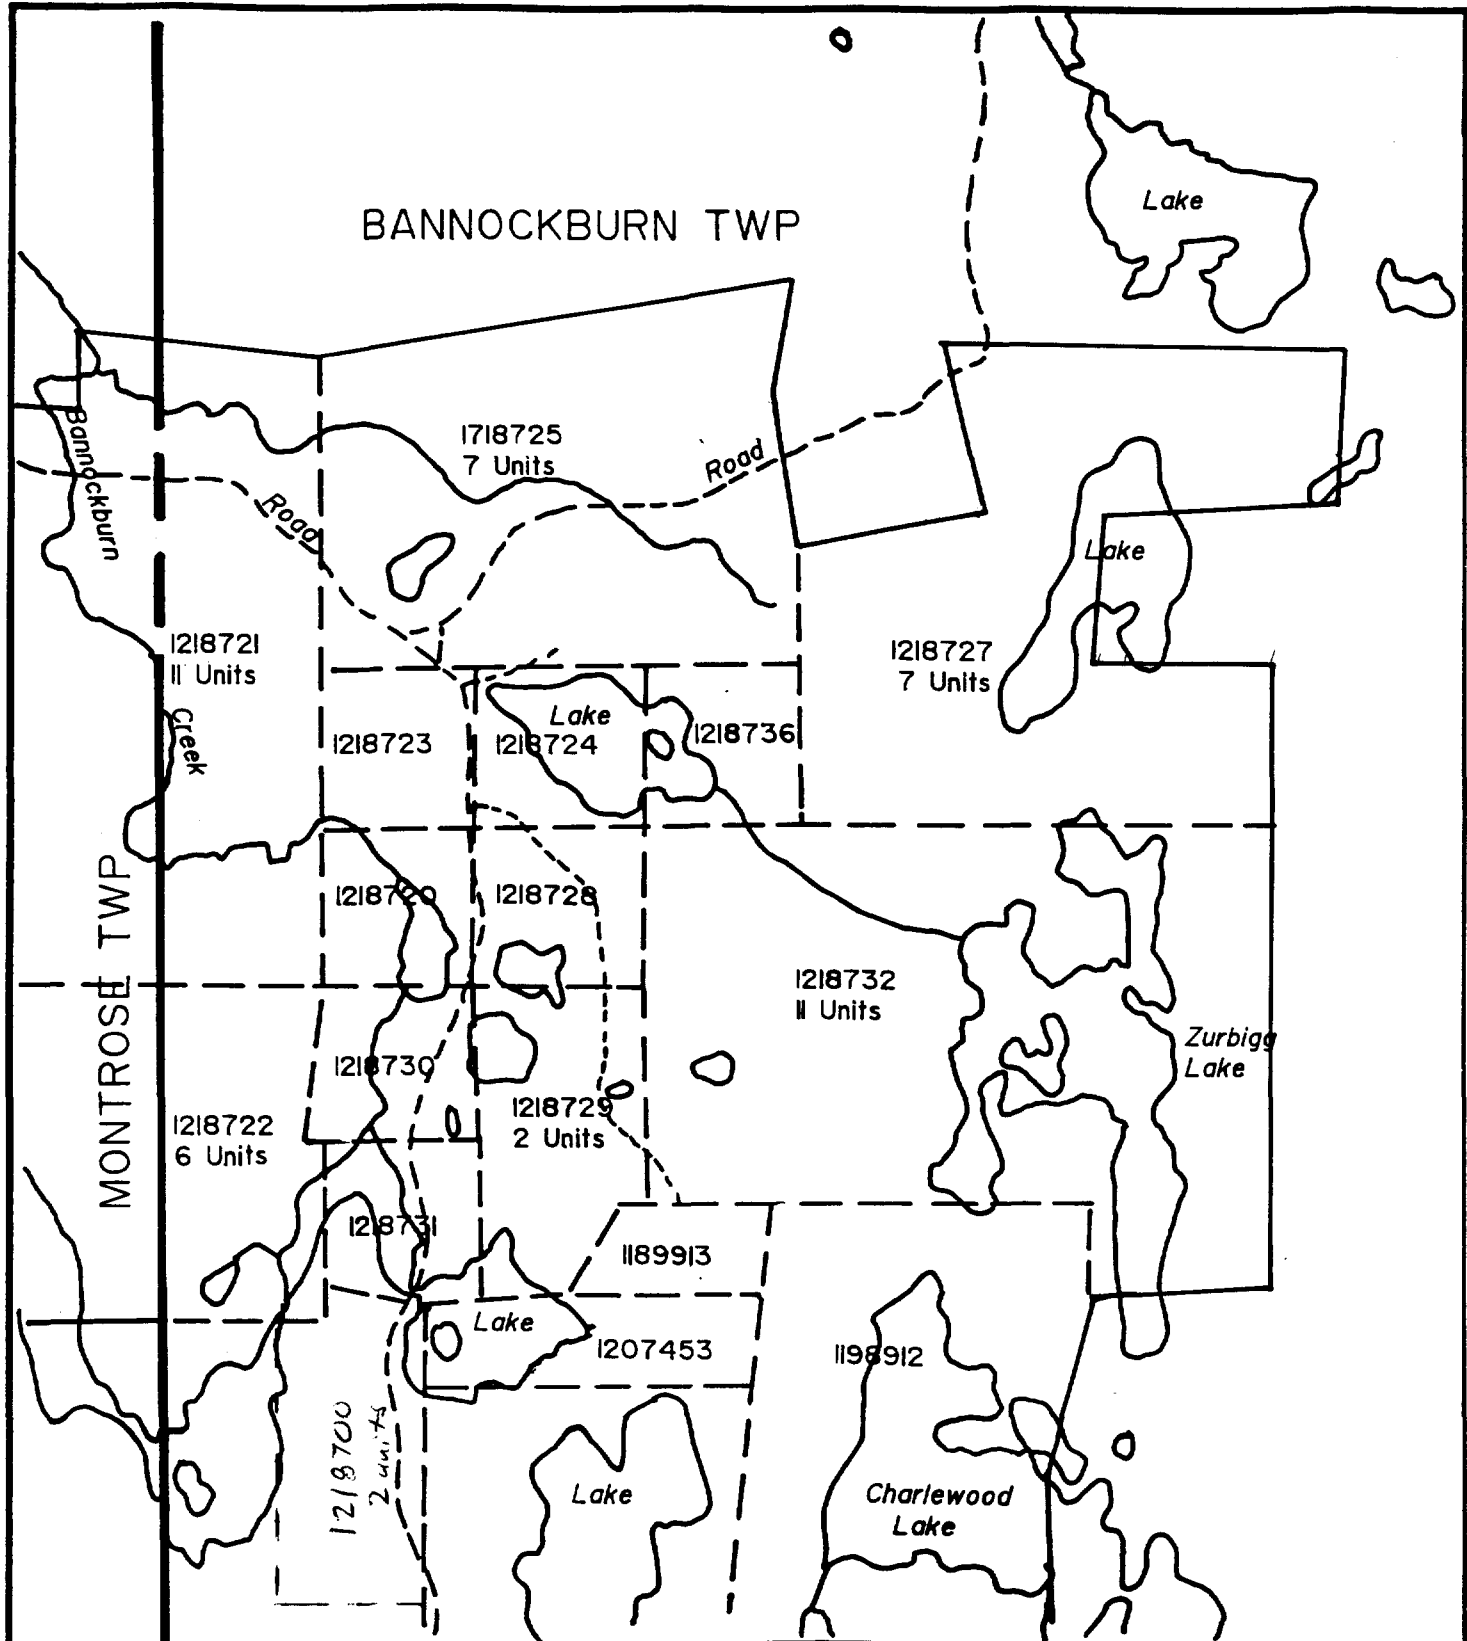 Lake
BANNOCKBURN TWP
Bannockburn
1718725
7 Units
Road
Road
Lake
1218721
11 Units
1218727
7 Units
Creek
Lake
1218723
1218724
1218736
MONTROSE TWP
1218720
1218728
1218732
11 Units
Zurbigg
Lake
1218730
1218729
2 Units
1218722
6 Units
1218731
1189913
Lake
1207453
1198912
1218700
2 units
Lake
Charlewood
Lake